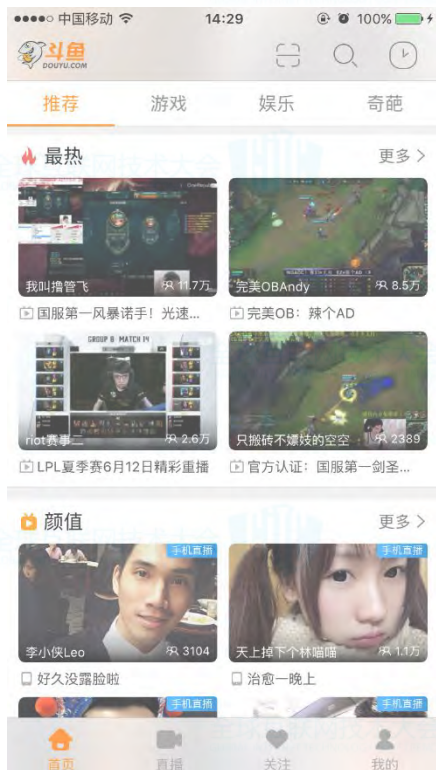 中国移动 14:29 100%
斗鱼
DOUYU.COM
推荐 游戏 娱乐 奇葩
最热 更多
我叫撸管飞 11.7万
完美OBAndy 8.5万
国服第一风暴诺手！光速...
完美OB：辣个AD
GROUP B MATCH 14
riot赛事二 2.6万
只搬砖不嫖妓的空空 2389
LPL夏季赛6月12日精彩重播
官方认证：国服第一剑圣...
颜值 更多
手机直播
手机直播
李小侠Leo 3104
天上掉下个林喵喵 1.1万
好久没露脸啦
治愈一晚上
手机直播
手机直播
首页 直播 关注 我的